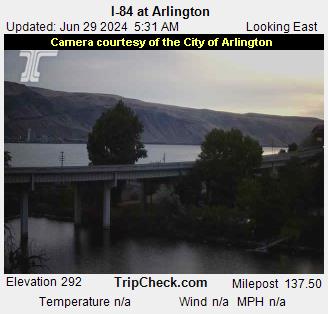 I-84 at Arlington
Updated: Jun 29 2024 5:31 AM Looking East
Camera courtesy of the City of Arlington
Elevation 292 TripCheck.com Milepost 137.50
Temperature n/a Wind n/a MPH n/a